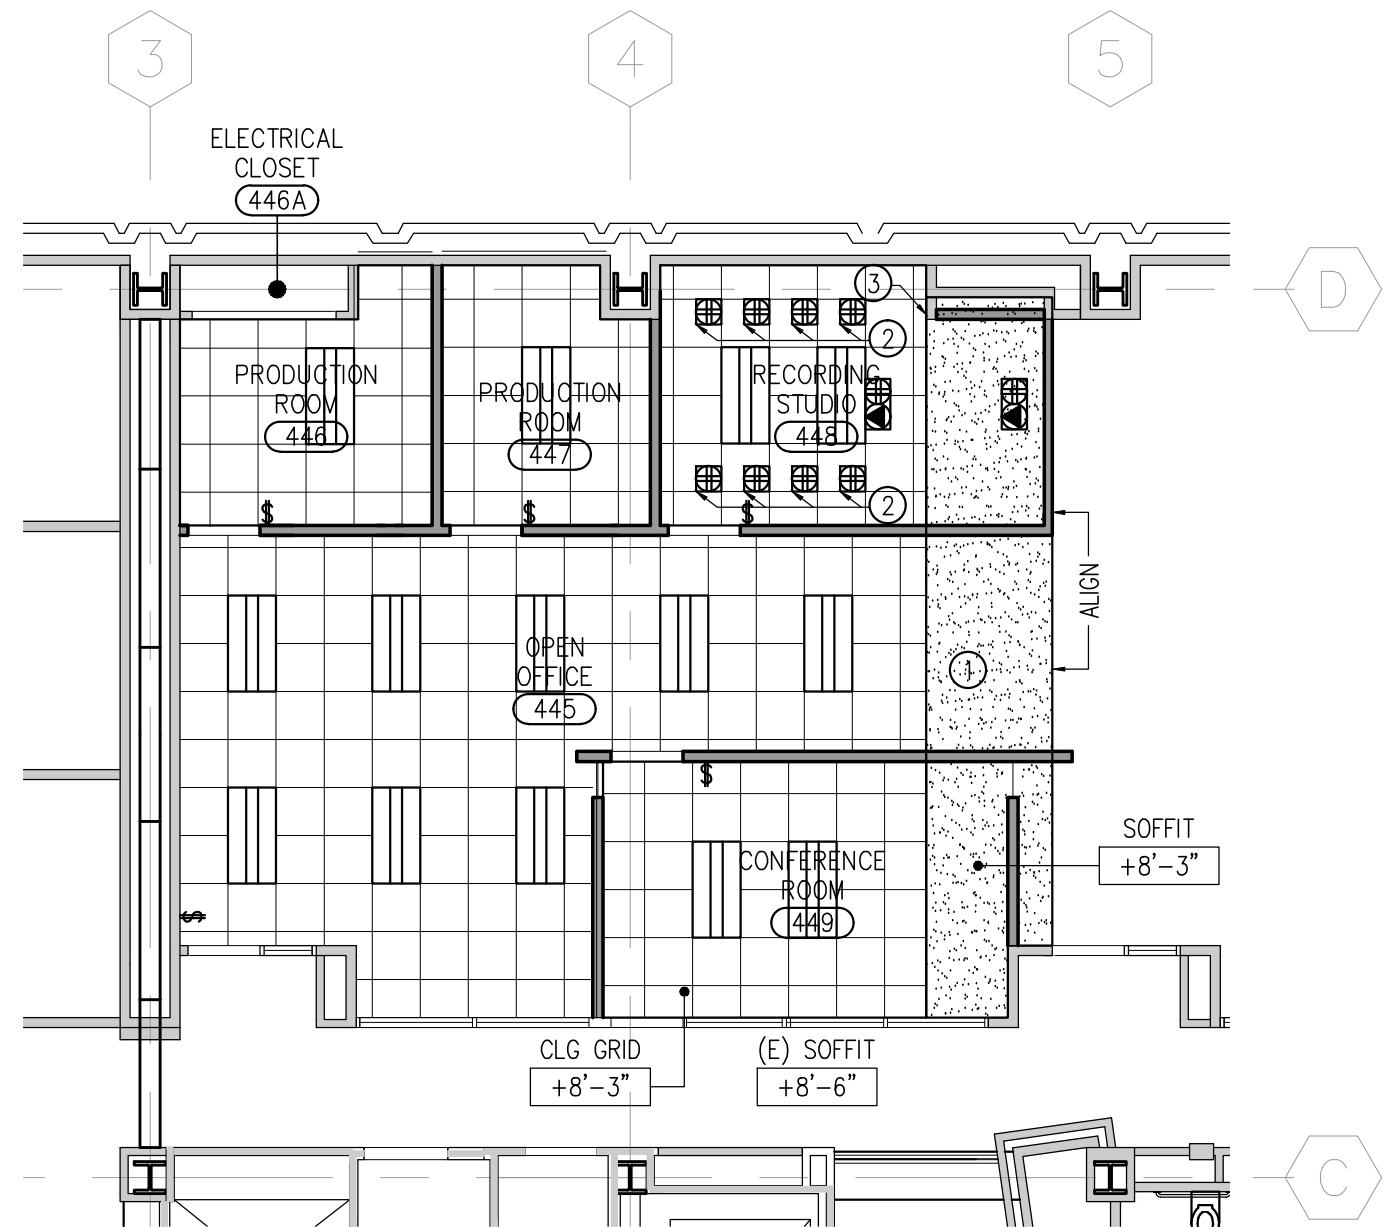 3
4
5
ELECTRICAL
CLOSET
446A
D
3
2
PRODUCTION
ROOM
446
PRODUCTION
ROOM
447
RECORDING
STUDIO
448
$
$
$
2
ALIGN
OPEN
OFFICE
445
1
$
SOFFIT
+8'-3"
CONFERENCE
ROOM
449
$
CLG GRID
+8'-3"
(E) SOFFIT
+8'-6"
C